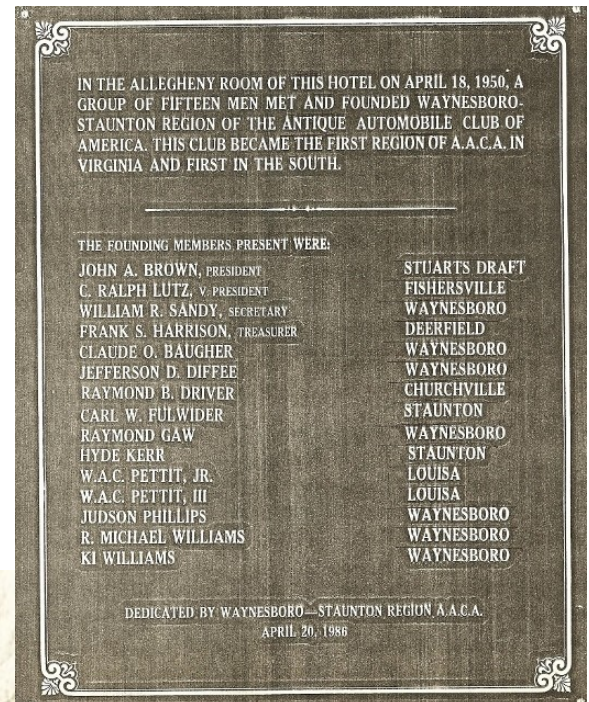 IN THE ALLEGHENY ROOM OF THIS HOTEL ON APRIL 18, 1950, A
GROUP OF FIFTEEN MEN MET AND FOUNDED WAYNESBORO-
STAUNTON REGION OF THE ANTIQUE AUTOMOBILE CLUB OF
AMERICA. THIS CLUB BECAME THE FIRST REGION OF A.A.C.A. IN
VIRGINIA AND FIRST IN THE SOUTH.
THE FOUNDING MEMBERS PRESENT WERE:
JOHN A. BROWN, PRESIDENT STUARTS DRAFT
C. RALPH LUTZ, V. PRESIDENT FISHERSVILLE
WILLIAM R. SANDY, SECRETARY WAYNESBORO
FRANK S. HARRISON, TREASURER DEERFIELD
CLAUDE O. BAUGHER WAYNESBORO
JEFFERSON D. DIFFEE WAYNESBORO
RAYMOND B. DRIVER CHURCHVILLE
CARL W. FULWIDER STAUNTON
RAYMOND GAW WAYNESBORO
HYDE KERR STAUNTON
W.A.C. PETTIT, JR. LOUISA
W.A.C. PETTIT, III LOUISA
JUDSON PHILLIPS WAYNESBORO
R. MICHAEL WILLIAMS WAYNESBORO
KI WILLIAMS WAYNESBORO
DEDICATED BY WAYNESBORO—STAUNTON REGION A.A.C.A.
APRIL 20, 1986